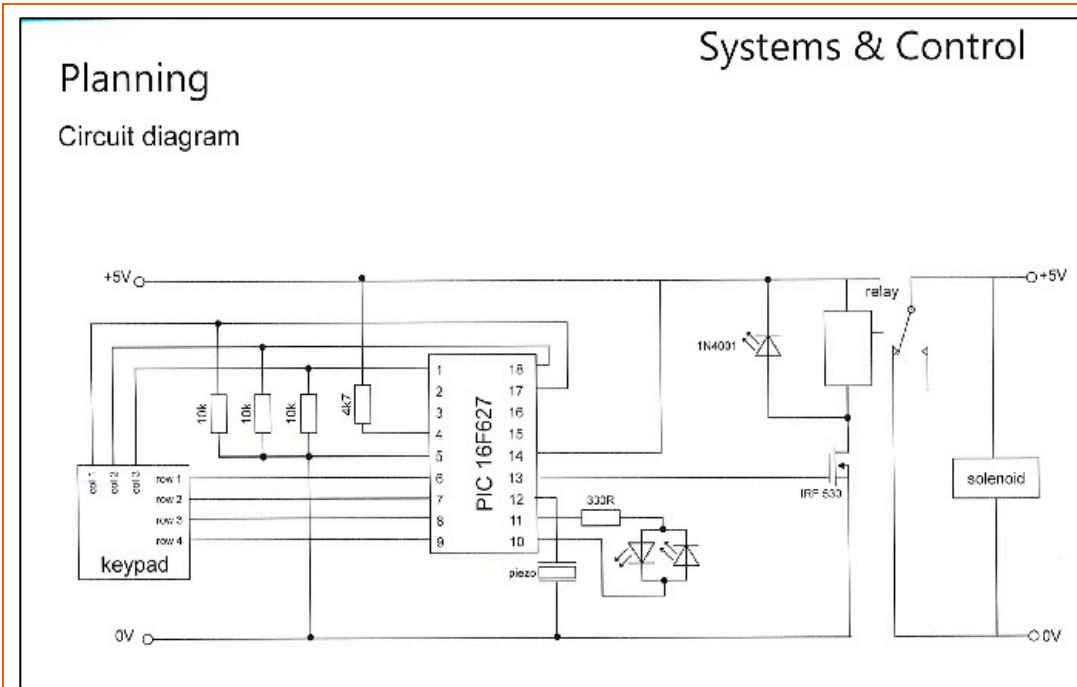 Systems & Control
Planning
Circuit diagram
+5V
+5V
relay
1N4001
10k
10k
10k
4k7
PIC 16F627
1
2
3
4
5
6
7
8
9
18
17
16
15
14
13
12
11
10
col 1
col 2
col 3
row 1
row 2
row 3
row 4
keypad
330R
IRF 530
solenoid
piezo
0V
0V